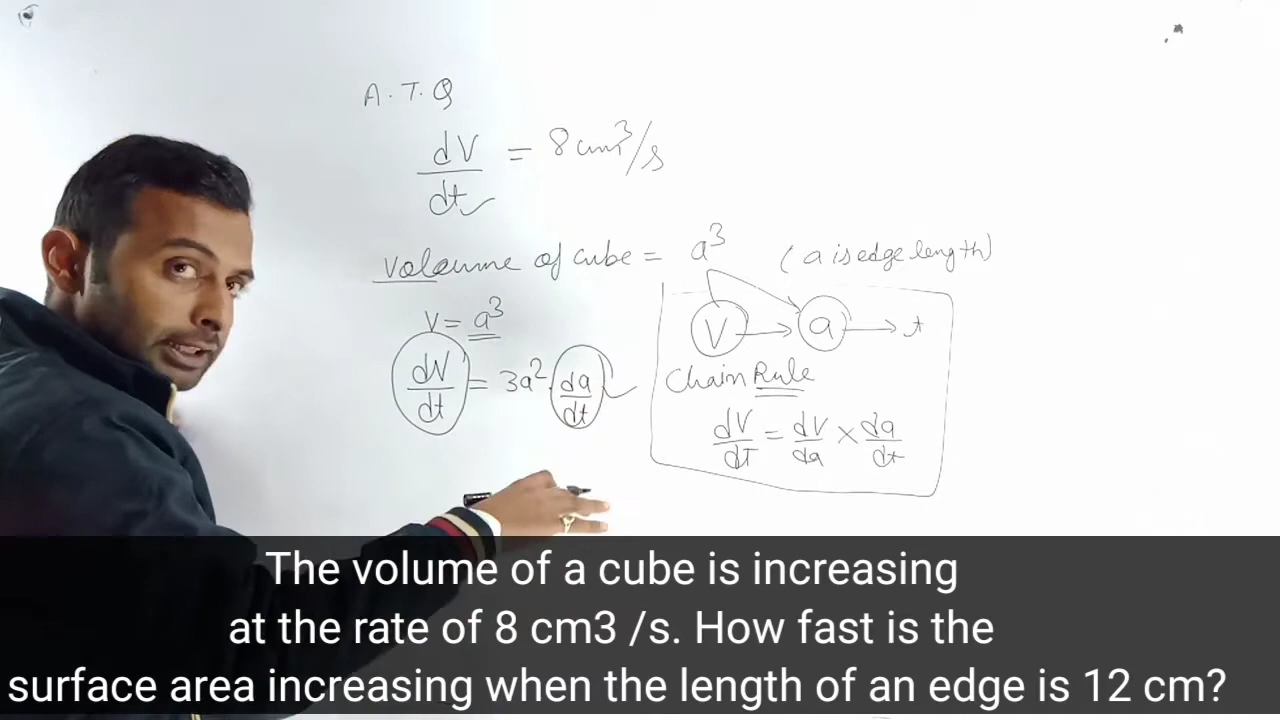 A.T.Q
dV/dt = 8 cm³/s
voloume of cube = a³ (a is edge length)
V = a³
V → a → t
dV/dt = 3a². da/dt
Chain Rule
dV/dt = dV/da × da/dt
The volume of a cube is increasing
at the rate of 8 cm3 /s. How fast is the
surface area increasing when the length of an edge is 12 cm?